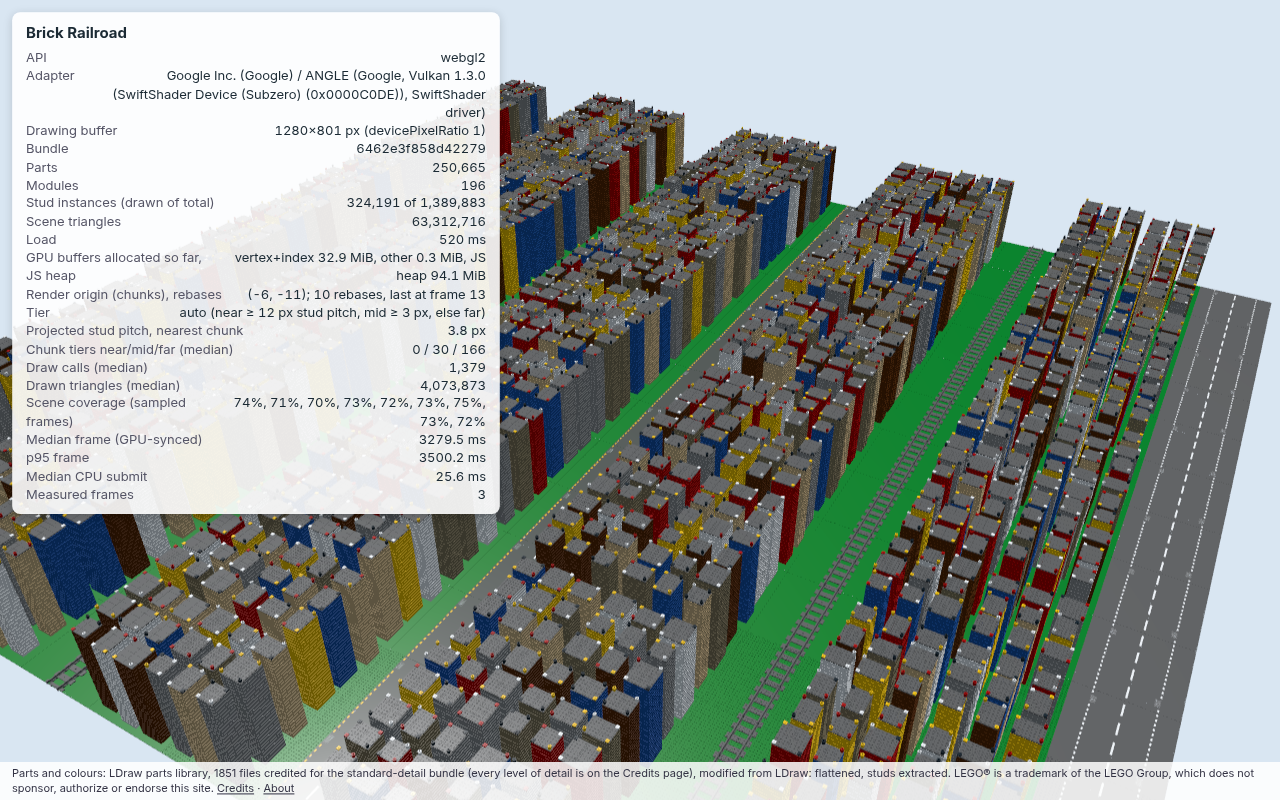 Brick Railroad
API webgl2
Adapter Google Inc. (Google) / ANGLE (Google, Vulkan 1.3.0
(SwiftShader Device (Subzero) (0x0000C0DE)), SwiftShader
driver)
Drawing buffer 1280×801 px (devicePixelRatio 1)
Bundle 6462e3f858d42279
Parts 250,665
Modules 196
Stud instances (drawn of total) 324,191 of 1,389,883
Scene triangles 63,312,716
Load 520 ms
GPU buffers allocated so far, vertex+index 32.9 MiB, other 0.3 MiB, JS
JS heap heap 94.1 MiB
Render origin (chunks), rebases (-6, -11); 10 rebases, last at frame 13
Tier auto (near ≥ 12 px stud pitch, mid ≥ 3 px, else far)
Projected stud pitch, nearest chunk 3.8 px
Chunk tiers near/mid/far (median) 0 / 30 / 166
Draw calls (median) 1,379
Drawn triangles (median) 4,073,873
Scene coverage (sampled 74%, 71%, 70%, 73%, 72%, 73%, 75%,
frames) 73%, 72%
Median frame (GPU-synced) 3279.5 ms
p95 frame 3500.2 ms
Median CPU submit 25.6 ms
Measured frames 3
Parts and colours: LDraw parts library, 1851 files credited for the standard-detail bundle (every level of detail is on the Credits page), modified from LDraw: flattened, studs extracted. LEGO® is a trademark of the LEGO Group, which does not
sponsor, authorize or endorse this site. Credits · About